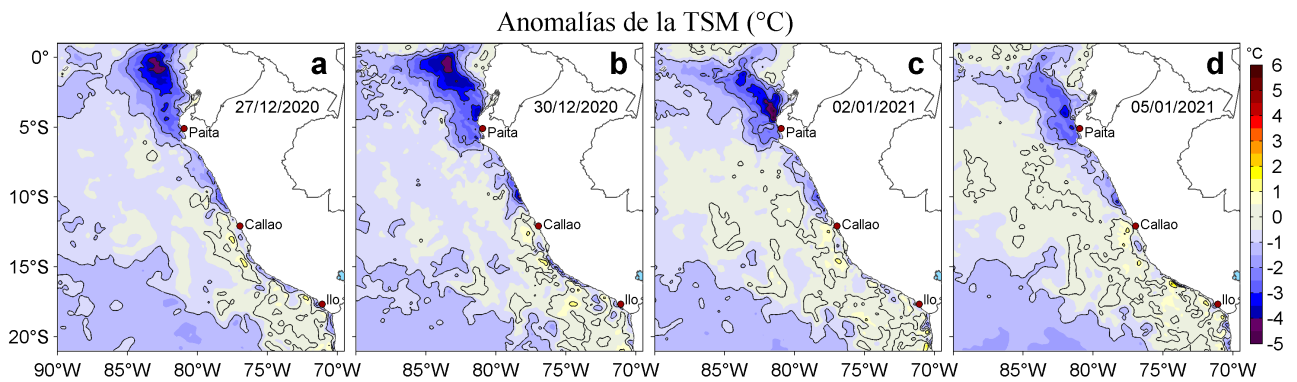 Anomalías de la TSM (°C)
a
27/12/2020
Paita
Callao
Ilo
b
30/12/2020
Paita
Callao
Ilo
c
02/01/2021
Paita
Callao
Ilo
d
05/01/2021
Paita
Callao
Ilo
0°
5°S
10°S
15°S
20°S
90°W 85°W 80°W 75°W 70°W 85°W 80°W 75°W 70°W 85°W 80°W 75°W 70°W 85°W 80°W 75°W 70°W
°C
6
5
4
3
2
1
0
-1
-2
-3
-4
-5